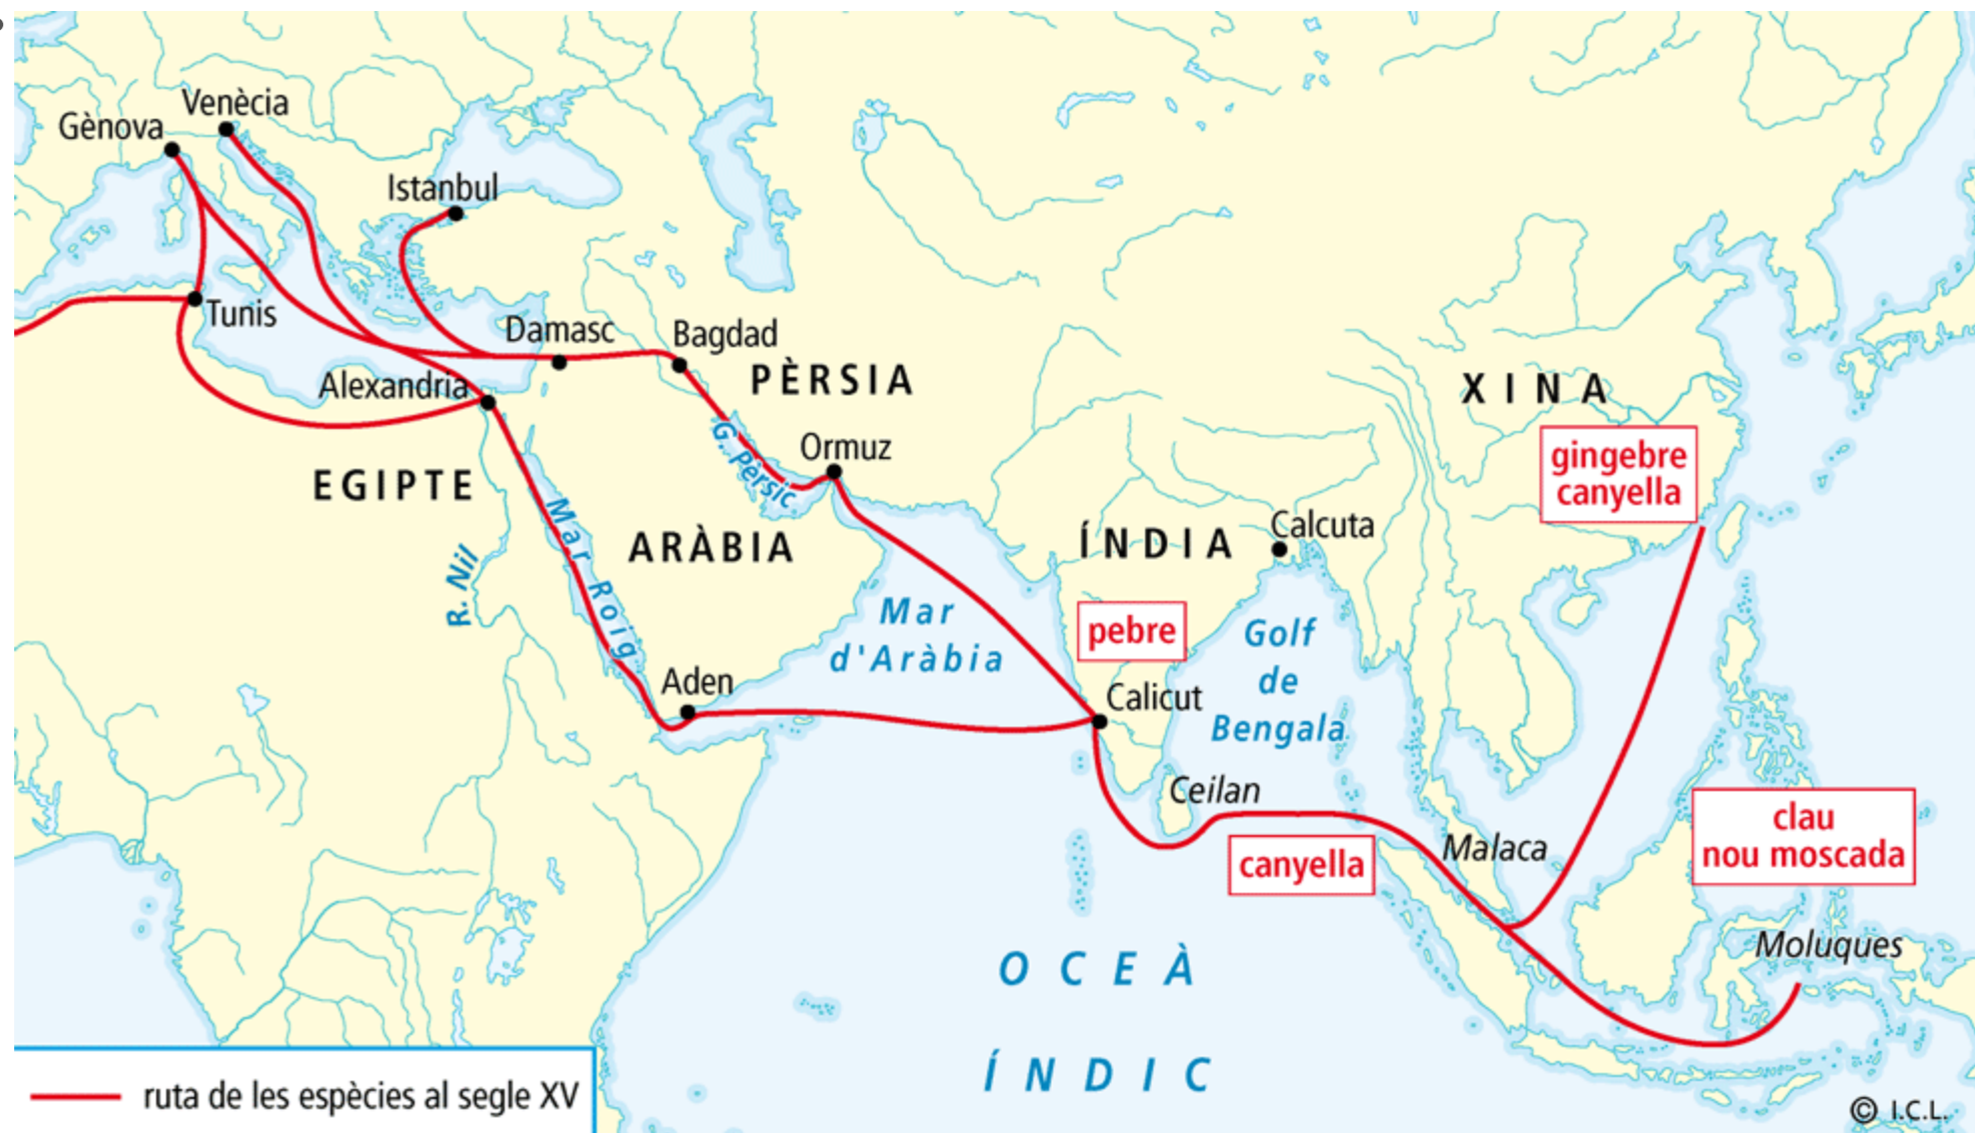 Venècia
Gènova
Istanbul
Tunis
Damasc
Bagdad
PÈRSIA
XINA
Alexandria
gingebre
canyella
Ormuz
G. Pèrsic
EGIPTE
Mar Roig
ARÀBIA
ÍNDIA
Calcuta
R. Nil
Mar
d'Aràbia
pebre
Golf
de
Bengala
Aden
Calicut
Ceilan
canyella
Malaca
clau
nou moscada
Moluques
OCEÀ
ÍNDIC
ruta de les espècies al segle XV
© I.C.L.